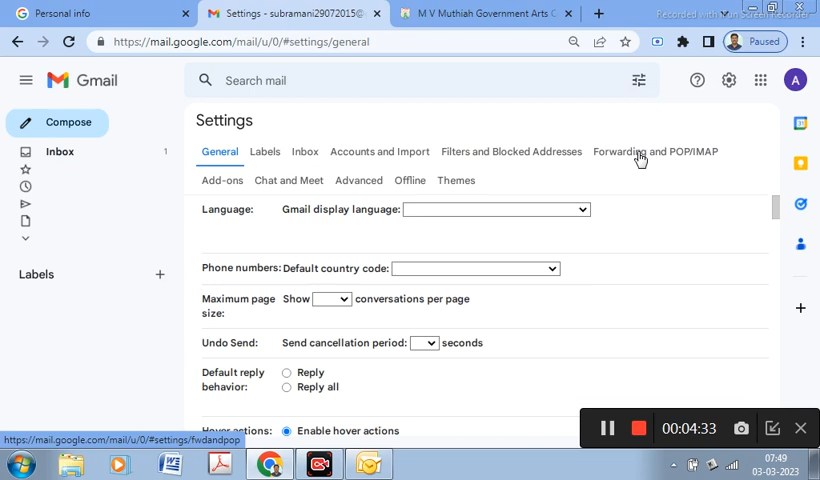 Personal info
Settings - subramani29072015@
M V Muthiah Government Arts C
Recorded with iTop Screen Recorder
https://mail.google.com/mail/u/0/#settings/general
Paused
Gmail
Search mail
A
Compose
Settings
General Labels Inbox Accounts and Import Filters and Blocked Addresses Forwarding and POP/IMAP
Inbox 1
Add-ons Chat and Meet Advanced Offline Themes
Language: Gmail display language:
Labels
Phone numbers: Default country code:
Maximum page size: Show conversations per page
Undo Send: Send cancellation period: seconds
Default reply behavior: Reply
Reply all
Hover actions: Enable hover actions
00:04:33
https://mail.google.com/mail/u/0/#settings/fwdandpop
07:49
03-03-2023